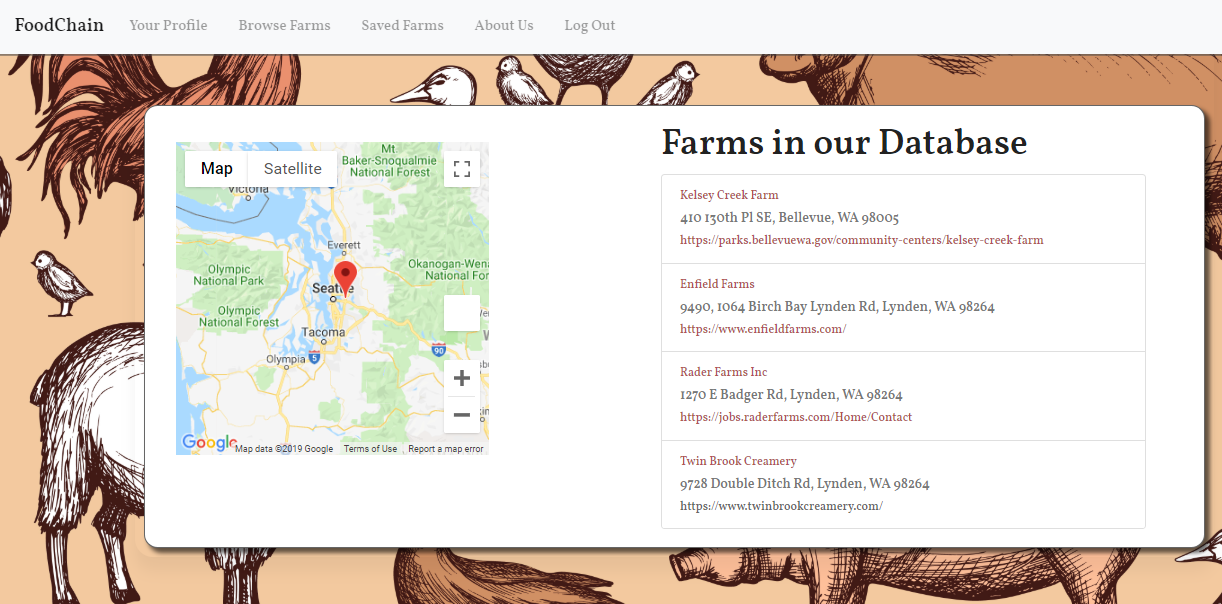 FoodChain Your Profile Browse Farms Saved Farms About Us Log Out
Map Satellite
Mt
Baker-Snoqualmie
National Forest
Victoria
Everett
Olympic
National Park
Okanogan-Wena
National For
Seattle
Olympic
National Forest
Tacoma
90
Olympia 5
Google Map data ©2019 Google Terms of Use Report a map error
Farms in our Database
Kelsey Creek Farm
410 130th Pl SE, Bellevue, WA 98005
https://parks.bellevuewa.gov/community-centers/kelsey-creek-farm
Enfield Farms
9490, 1064 Birch Bay Lynden Rd, Lynden, WA 98264
https://www.enfieldfarms.com/
Rader Farms Inc
1270 E Badger Rd, Lynden, WA 98264
https://jobs.raderfarms.com/Home/Contact
Twin Brook Creamery
9728 Double Ditch Rd, Lynden, WA 98264
https://www.twinbrookcreamery.com/